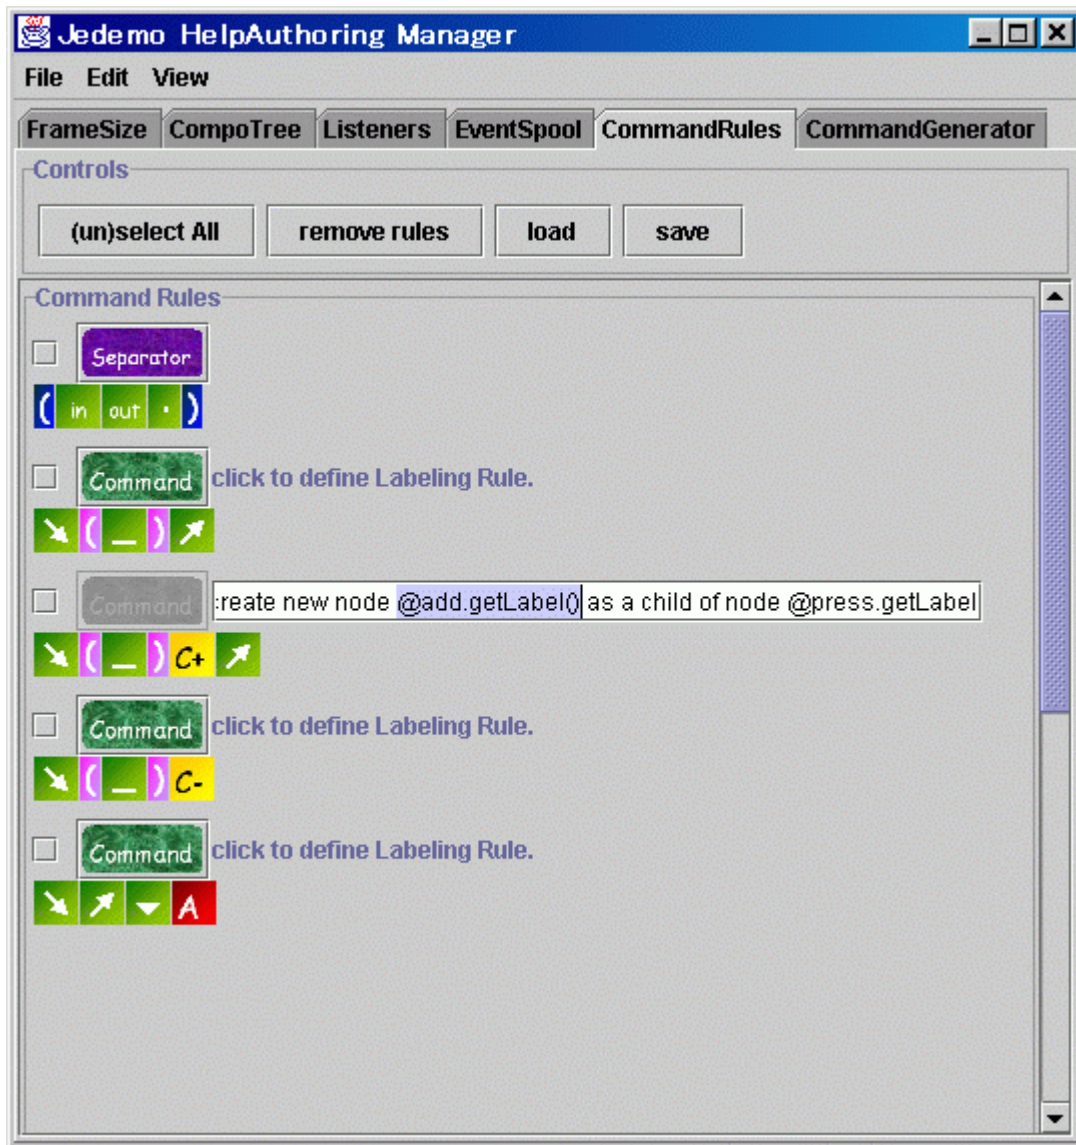 Jedemo HelpAuthoring Manager
File Edit View
FrameSize CompoTree Listeners EventSpool CommandRules CommandGenerator
Controls
(un)select All remove rules load save
Command Rules
Separator
( in out · )
Command click to define Labeling Rule.
( _ )
Command :reate new node @add.getLabel() as a child of node @press.getLabel
( _ ) C+
Command click to define Labeling Rule.
( _ ) C-
Command click to define Labeling Rule.
A